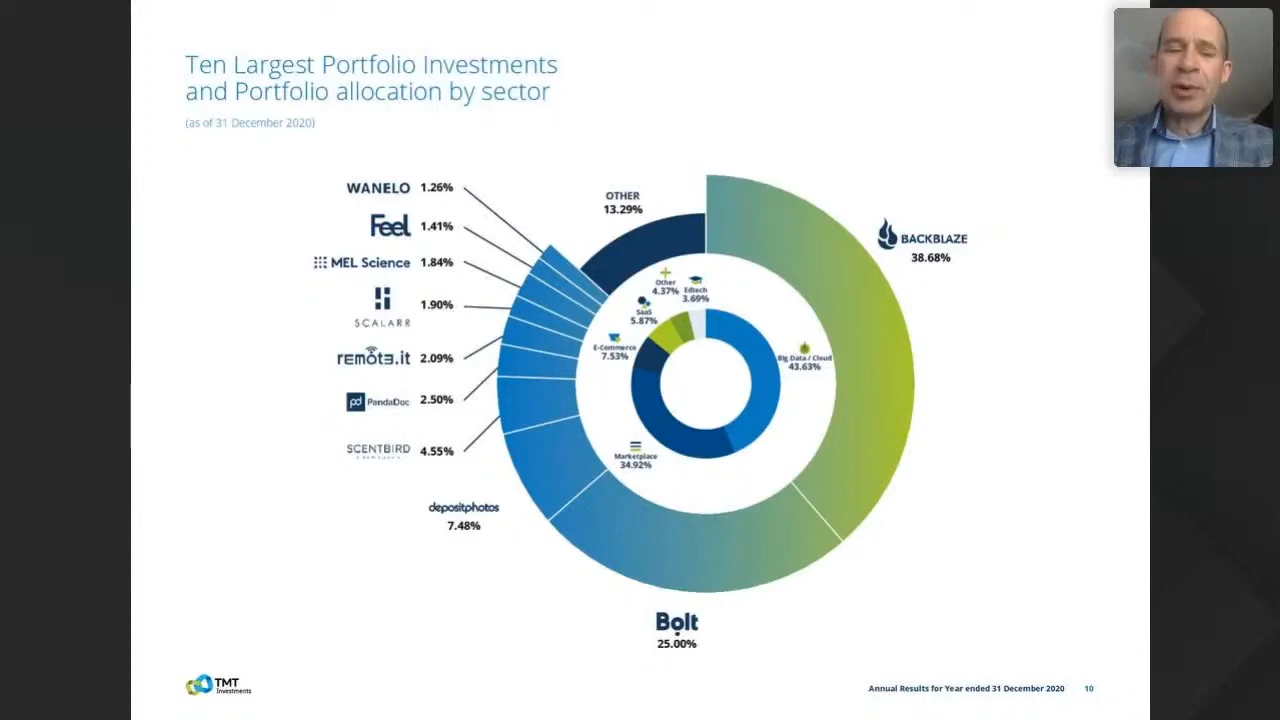 Ten Largest Portfolio Investments
and Portfolio allocation by sector
(as of 31 December 2020)
WANELO 1.26%
Feel 1.41%
MEL Science 1.84%
SCALARR 1.90%
remōt3.it 2.09%
pd PandaDoc 2.50%
SCENTBIRD 4.55%
depositphotos
7.48%
Bolt
25.00%
BACKBLAZE
38.68%
OTHER
13.29%
Other
4.37%
Edtech
3.69%
SaaS
5.87%
E-Commerce
7.53%
Big Data / Cloud
43.63%
Marketplace
34.92%
TMT
Investments
Annual Results for Year ended 31 December 2020 10